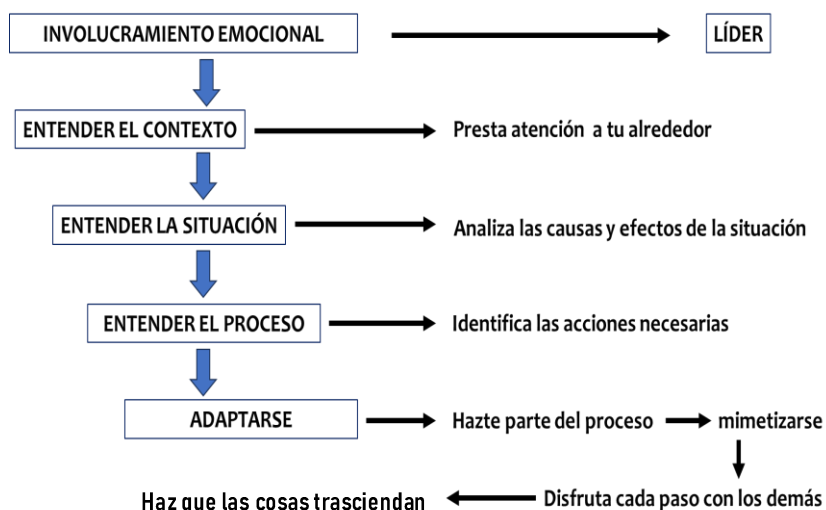 INVOLUCRAMIENTO EMOCIONAL
LÍDER
ENTENDER EL CONTEXTO
Presta atención a tu alrededor
ENTENDER LA SITUACIÓN
Analiza las causas y efectos de la situación
ENTENDER EL PROCESO
Identifica las acciones necesarias
ADAPTARSE
Hazte parte del proceso
mimetizarse
Disfruta cada paso con los demás
Haz que las cosas trasciendan